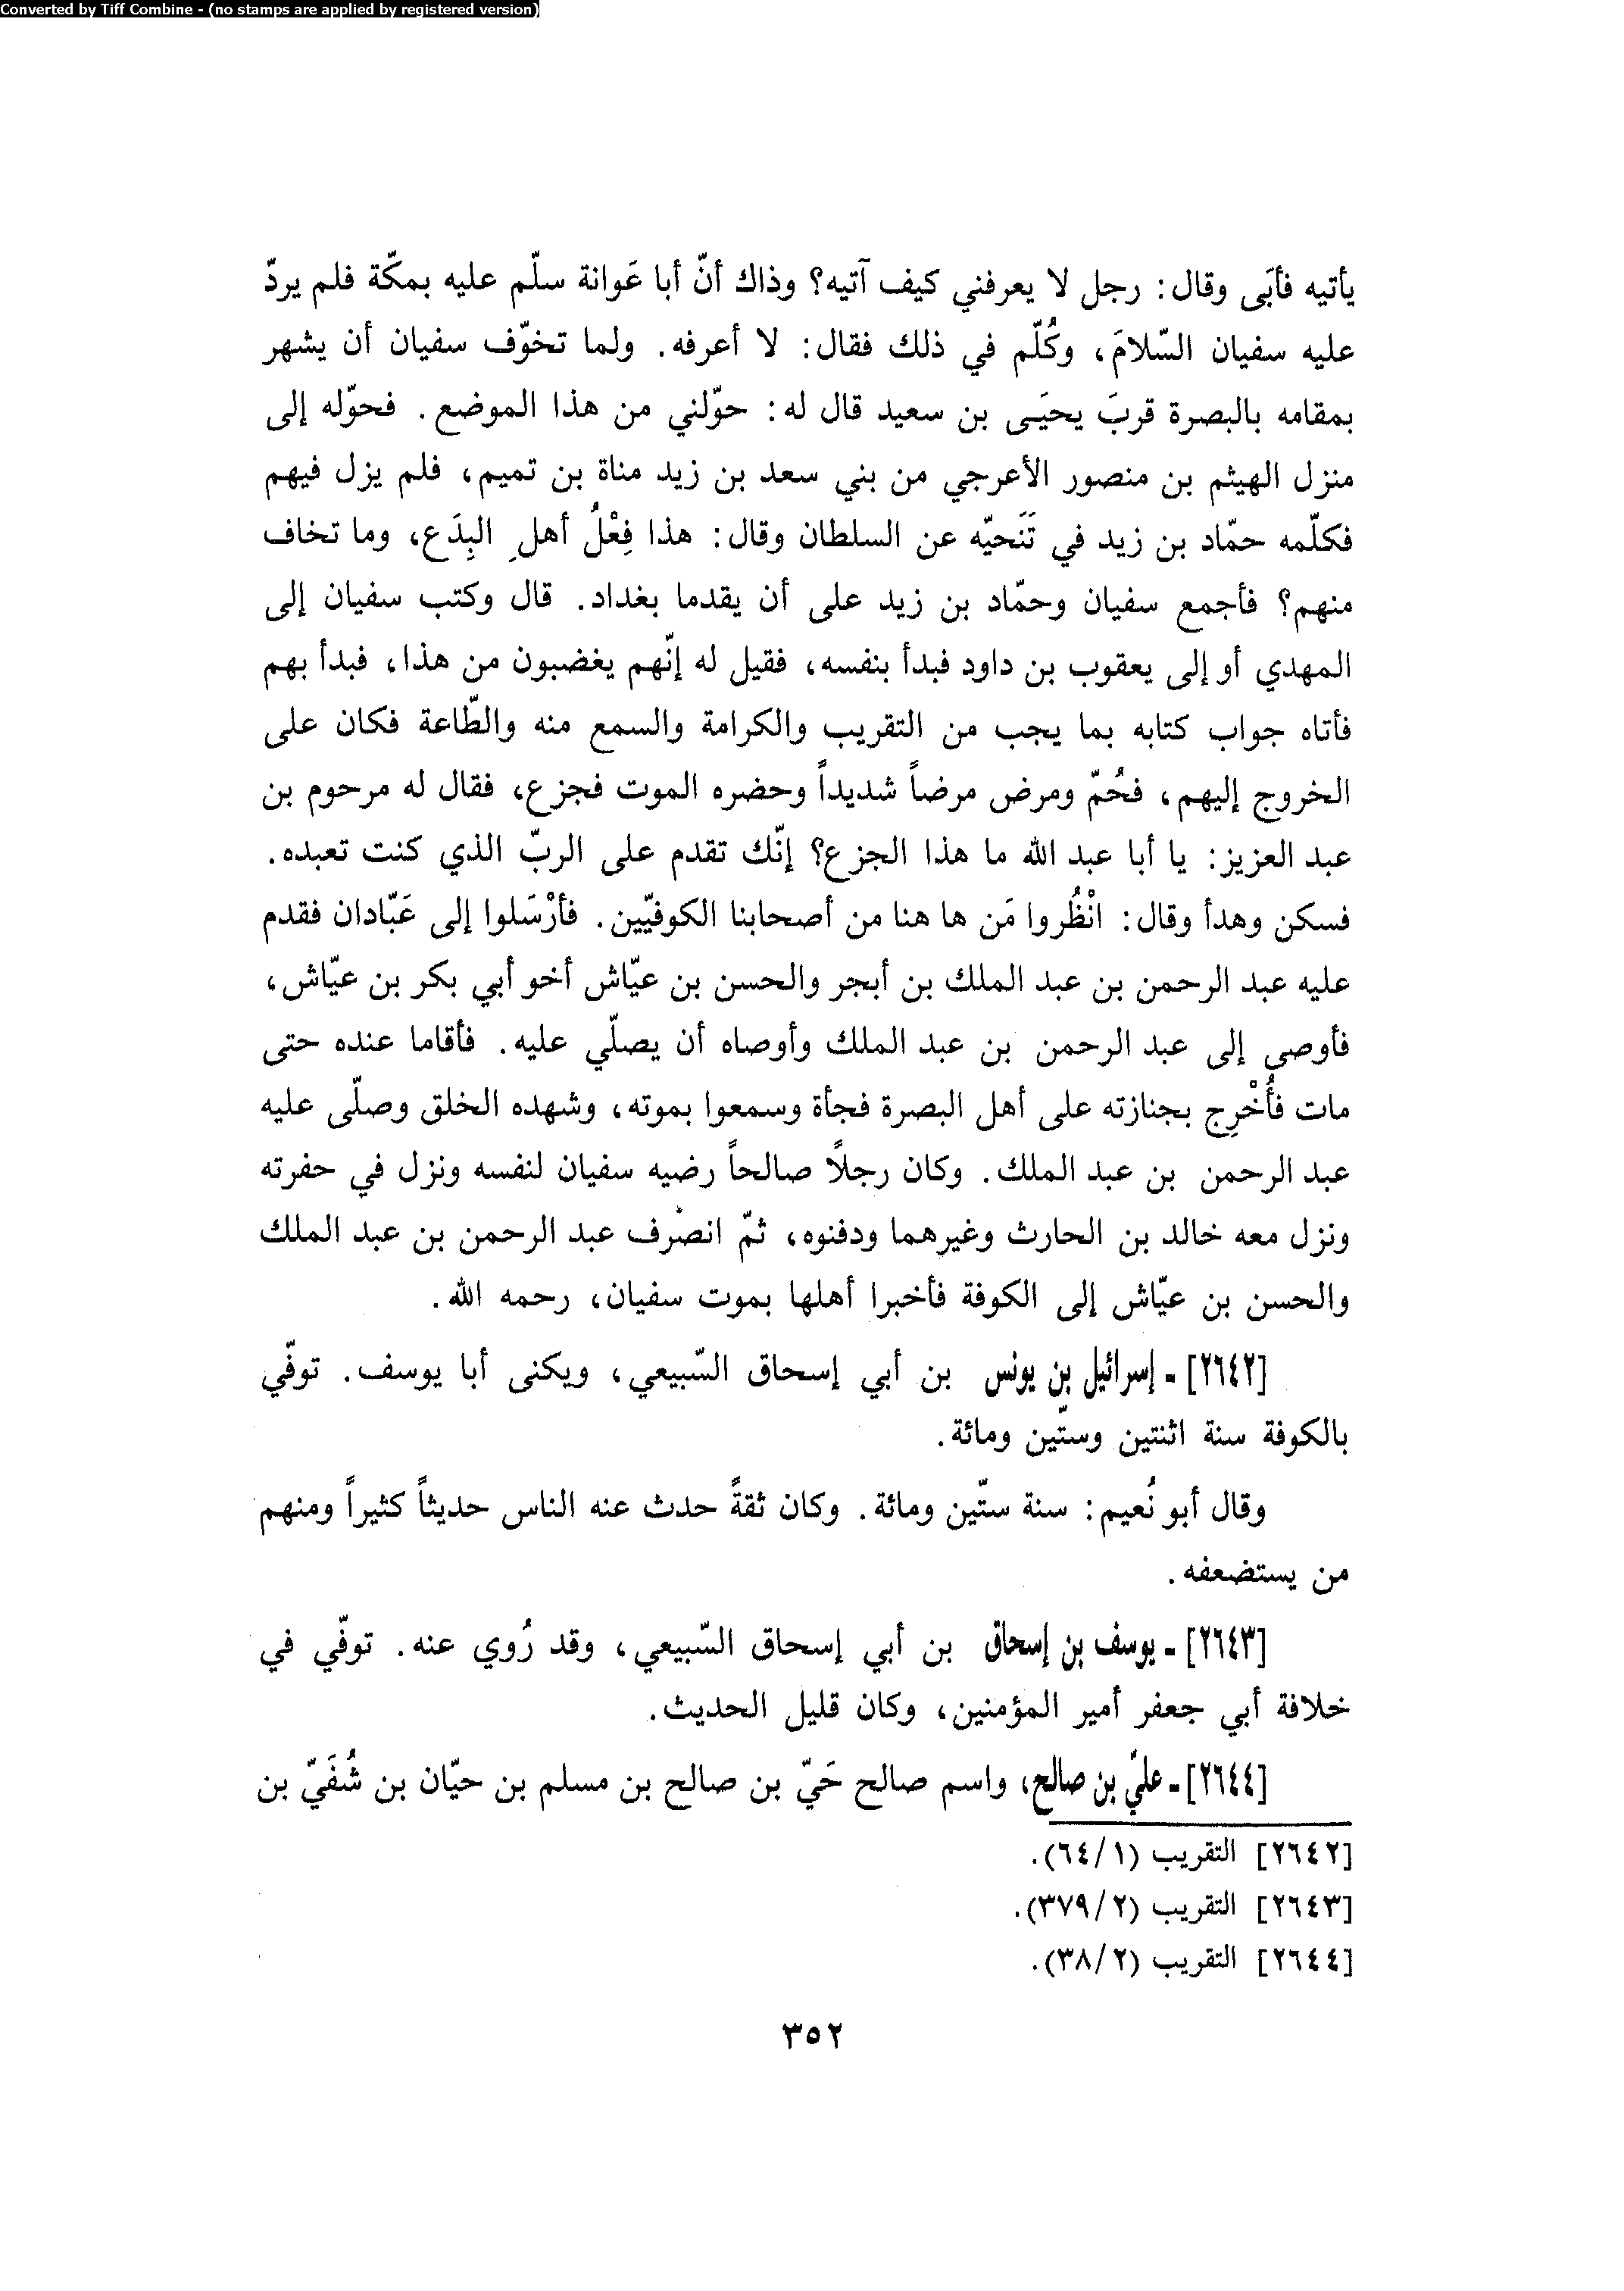 Converted by Tiff Combine - (no stamps are applied by registered version)
يأتيه فأبَى وقال: رجل لا يعرفني كيف آتيه؟ وذاك أنّ أبا عَوانة سلّم عليه بمكّة فلم يردّ
عليه سفيان السّلامَ، وكُلّم في ذلك فقال: لا أعرفه. ولما تخوّف سفيان أن يشهر
بمقامه بالبصرة قربَ يحيَى بن سعيد قال له: حوّلني من هذا الموضع. فحوّله إلى
منزل الهيثم بن منصور الأعرجي من بني سعد بن زيد مناة بن تميم، فلم يزل فيهم
فكلّمه حمّاد بن زيد في تَنَحيّه عن السلطان وقال: هذا فِعْلُ أهلِ البِدَع، وما تخاف
منهم؟ فأجمع سفيان وحمّاد بن زيد على أن يقدما بغداد. قال وكتب سفيان إلى
المهدي أو إلى يعقوب بن داود فبدأ بنفسه، فقيل له إنّهم يغضبون من هذا، فبدأ بهم
فأتاه جواب كتابه بما يجب من التقريب والكرامة والسمع منه والطّاعة فكان على
الخروج إليهم، فحُمّ ومرض مرضاً شديداً وحضره الموت فجزع، فقال له مرحوم بن
عبد العزيز: يا أبا عبد الله ما هذا الجزع؟ إنّك تقدم على الربّ الذي كنت تعبده.
فسكن وهدأ وقال: انْظُروا مَن ها هنا من أصحابنا الكوفيّين. فأرْسَلوا إلى عَبّادان فقدم
عليه عبد الرحمن بن عبد الملك بن أبجر والحسن بن عيّاش أخو أبي بكر بن عيّاش،
فأوصى إلى عبد الرحمن بن عبد الملك وأوصاه أن يصلّي عليه. فأقاما عنده حتى
مات فأُخْرِج بجنازته على أهل البصرة فجأة وسمعوا بموته، وشهده الخلق وصلّى عليه
عبد الرحمن بن عبد الملك. وكان رجلًا صالحاً رضيه سفيان لنفسه ونزل في حفرته
ونزل معه خالد بن الحارث وغيرهما ودفنوه، ثمّ انصرف عبد الرحمن بن عبد الملك
والحسن بن عيّاش إلى الكوفة فأخبرا أهلها بموت سفيان، رحمه الله.
[٢٦٤٢] - إسرائيل بن يونس بن أبي إسحاق السّبيعي، ويكنى أبا يوسف. توفّي
بالكوفة سنة اثنتين وستّين ومائة.
وقال أبو نُعيم: سنة ستّين ومائة. وكان ثقةً حدث عنه الناس حديثاً كثيراً ومنهم
من يستضعفه.
[٢٦٤٣] - يوسف بن إسحاق بن أبي إسحاق السّبيعي، وقد رُوي عنه. توفّي في
خلافة أبي جعفر أمير المؤمنين، وكان قليل الحديث.
[٢٦٤٤] - عليّ بن صالح، واسم صالح حَيّ بن صالح بن مسلم بن حيّان بن شُفَيّ بن
[٢٦٤٢] التقريب (٦٤/١).
[٢٦٤٣] التقريب (٣٧٩/٢).
[٢٦٤٤] التقريب (٣٨/٢).
٣٥٢